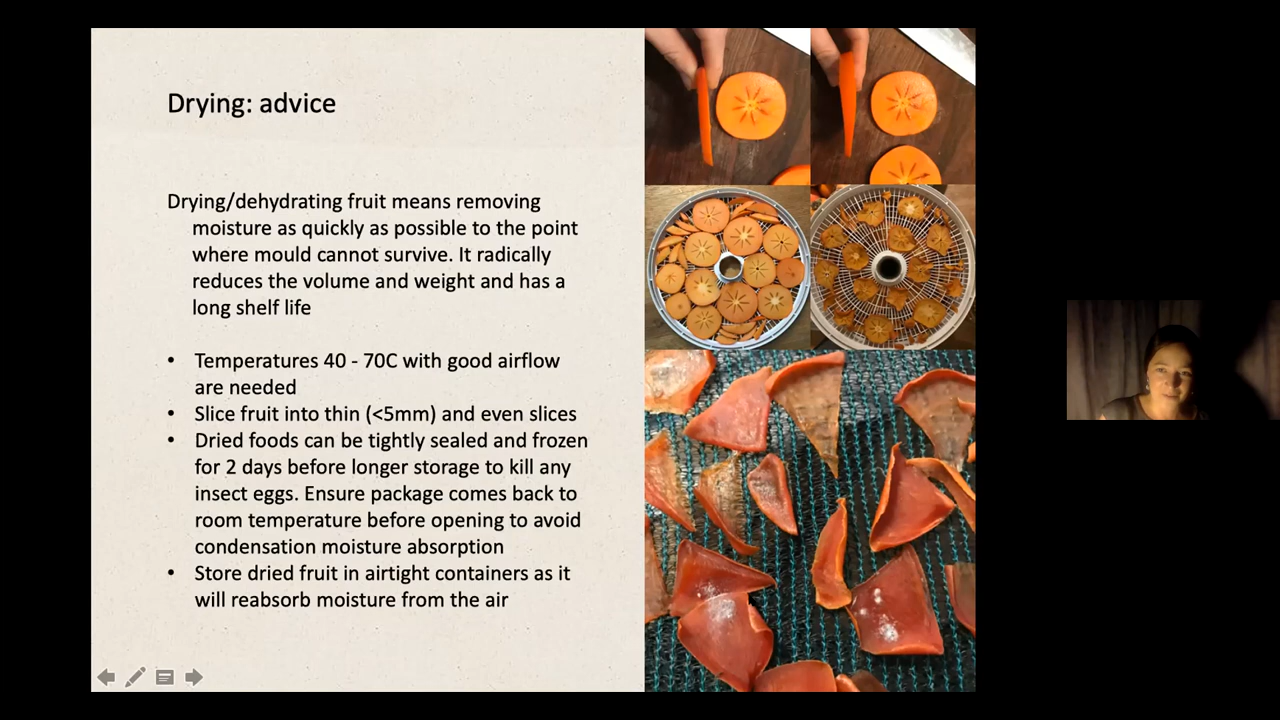 Drying: advice
Drying/dehydrating fruit means removing
moisture as quickly as possible to the point
where mould cannot survive. It radically
reduces the volume and weight and has a
long shelf life
• Temperatures 40 - 70C with good airflow
are needed
• Slice fruit into thin (<5mm) and even slices
• Dried foods can be tightly sealed and frozen
for 2 days before longer storage to kill any
insect eggs. Ensure package comes back to
room temperature before opening to avoid
condensation moisture absorption
• Store dried fruit in airtight containers as it
will reabsorb moisture from the air